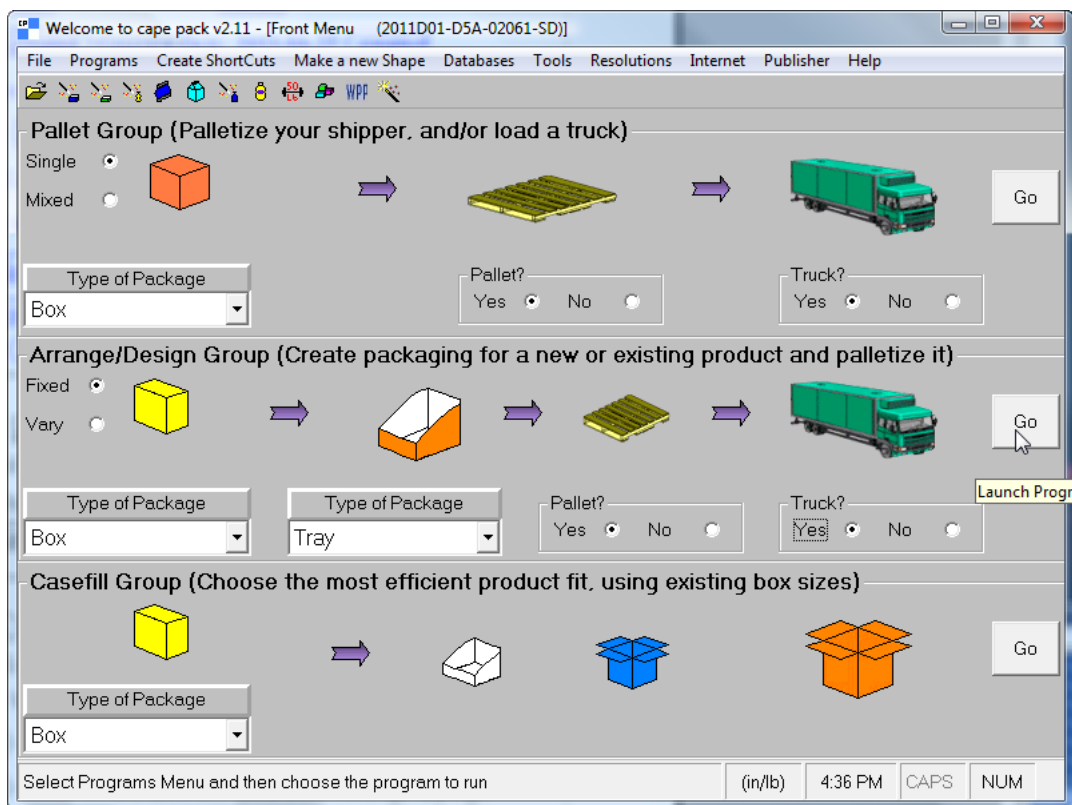 Welcome to cape pack v2.11 - [Front Menu (2011D01-D5A-02061-SD)]
File Programs Create ShortCuts Make a new Shape Databases Tools Resolutions Internet Publisher Help
WPP
Pallet Group (Palletize your shipper, and/or load a truck)
Single
Mixed
Go
Type of Package
Box
Pallet?
Yes No
Truck?
Yes No
Arrange/Design Group (Create packaging for a new or existing product and palletize it)
Fixed
Vary
Go
Launch Progr
Type of Package
Box
Type of Package
Tray
Pallet?
Yes No
Truck?
Yes No
Casefill Group (Choose the most efficient product fit, using existing box sizes)
Go
Type of Package
Box
Select Programs Menu and then choose the program to run (in/lb) 4:36 PM CAPS NUM